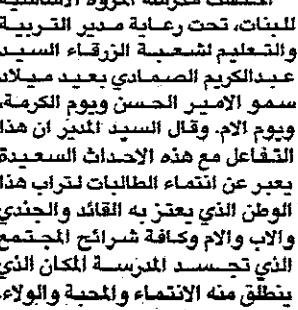 احتفلت مدرسة المروة الأساسية
للبنات، تحت رعاية مدير التربية
والتعليم لشعبة الزرقاء السيد
عبدالكريم الصمادي بعيد ميلاد
سمو الامير الحسن ويوم الكرمة،
ويوم الام. وقال السيد المدير ان هذا
التفاعل مع هذه الاحداث السعيدة
يعبر عن انتماء الطالبات لتراب هذا
الوطن الذي يعتز به القائد والجندي
والاب والام وكافة شرائح المجتمع
الذي تجسد المدرسة المكان الذي
ينطلق منه الانتماء والمحبة والولاء.